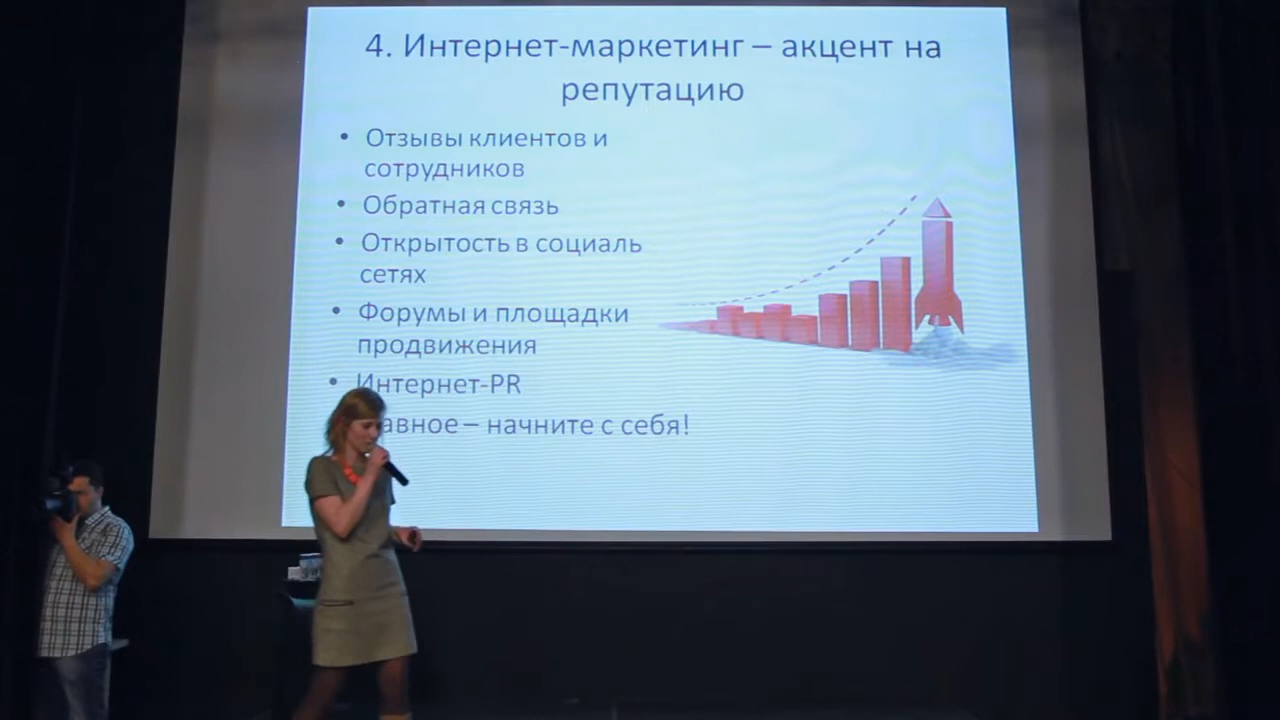 4. Интернет-маркетинг – акцент на
репутацию
• Отзывы клиентов и
сотрудников
• Обратная связь
• Открытость в социаль
сетях
• Форумы и площадки
продвижения
• Интернет-PR
авное – начните с себя!